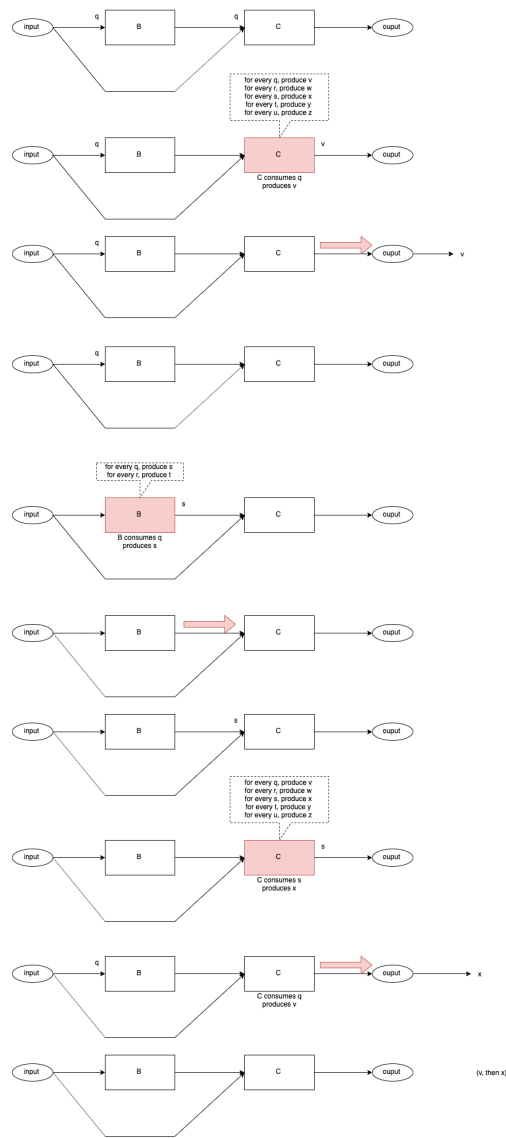 q q
input B C ouput
for every q, produce v
for every r, produce w
for every s, produce x
for every t, produce y
for every u, produce z
q v
input B C ouput
C consumes q
produces v
q
input B C ouput v
q
input B C ouput
for every q, produce s
for every r, produce t
s
input B C ouput
B consumes q
produces s
input B C ouput
s
input B C ouput
for every q, produce v
for every r, produce w
for every s, produce x
for every t, produce y
for every u, produce z
s
input B C ouput
C consumes s
produces x
q
input B C ouput x
C consumes q
produces v
input B C ouput (v, then x)